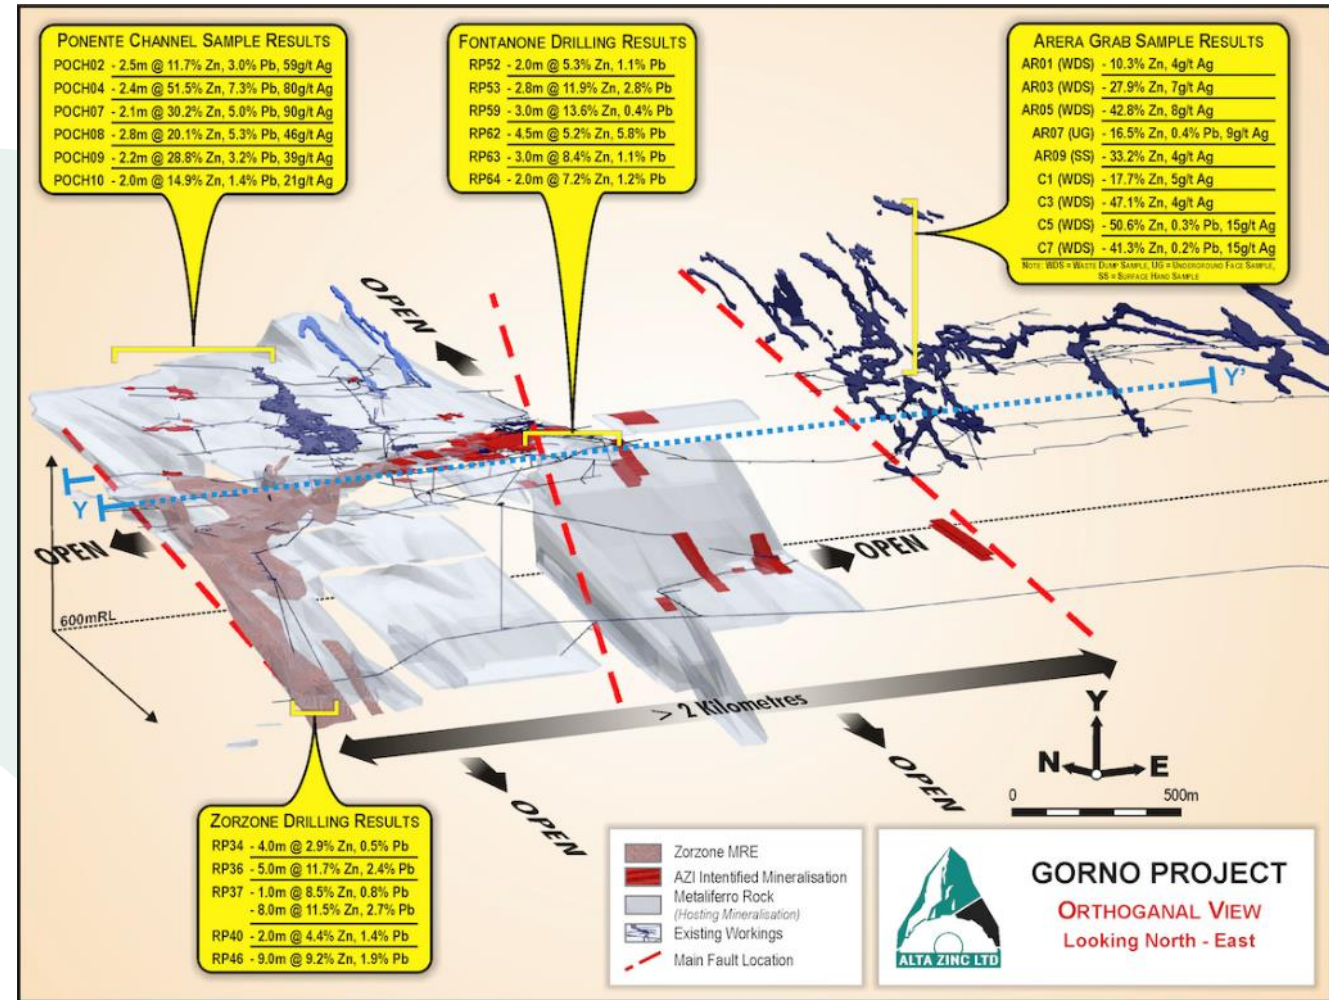 PONENTE CHANNEL SAMPLE RESULTS
POCH02 - 2.5m @ 11.7% Zn, 3.0% Pb, 59g/t Ag
POCH04 - 2.4m @ 51.5% Zn, 7.3% Pb, 80g/t Ag
POCH07 - 2.1m @ 30.2% Zn, 5.0% Pb, 90g/t Ag
POCH08 - 2.8m @ 20.1% Zn, 5.3% Pb, 46g/t Ag
POCH09 - 2.2m @ 28.8% Zn, 3.2% Pb, 39g/t Ag
POCH10 - 2.0m @ 14.9% Zn, 1.4% Pb, 21g/t Ag
FONTANONE DRILLING RESULTS
RP52 - 2.0m @ 5.3% Zn, 1.1% Pb
RP53 - 2.8m @ 11.9% Zn, 2.8% Pb
RP59 - 3.0m @ 13.6% Zn, 0.4% Pb
RP62 - 4.5m @ 5.2% Zn, 5.8% Pb
RP63 - 3.0m @ 8.4% Zn, 1.1% Pb
RP64 - 2.0m @ 7.2% Zn, 1.2% Pb
ARERA GRAB SAMPLE RESULTS
AR01 (WDS) - 10.3% Zn, 4g/t Ag
AR03 (WDS) - 27.9% Zn, 7g/t Ag
AR05 (WDS) - 42.8% Zn, 8g/t Ag
AR07 (UG) - 16.5% Zn, 0.4% Pb, 9g/t Ag
AR09 (SS) - 33.2% Zn, 4g/t Ag
C1 (WDS) - 17.7% Zn, 5g/t Ag
C3 (WDS) - 47.1% Zn, 4g/t Ag
C5 (WDS) - 50.6% Zn, 0.3% Pb, 15g/t Ag
C7 (WDS) - 41.3% Zn, 0.2% Pb, 15g/t Ag
NOTE: WDS = WASTE DUMP SAMPLE, UG = UNDERGROUND FACE SAMPLE,
SS = SURFACE HAND SAMPLE
OPEN
Y'
Y
OPEN
OPEN
600mRL
> 2 Kilometres
OPEN
OPEN
Y
N
E
0
500m
ZORZONE DRILLING RESULTS
RP34 - 4.0m @ 2.9% Zn, 0.5% Pb
RP36 - 5.0m @ 11.7% Zn, 2.4% Pb
RP37 - 1.0m @ 8.5% Zn, 0.8% Pb
- 8.0m @ 11.5% Zn, 2.7% Pb
RP40 - 2.0m @ 4.4% Zn, 1.4% Pb
RP46 - 9.0m @ 9.2% Zn, 1.9% Pb
Zorzone MRE
AZI Intentified Mineralisation
Metaliferro Rock
(Hosting Mineralisation)
Existing Workings
Main Fault Location
ALTA ZINC LTD
GORNO PROJECT
ORTHOGANAL VIEW
Looking North - East